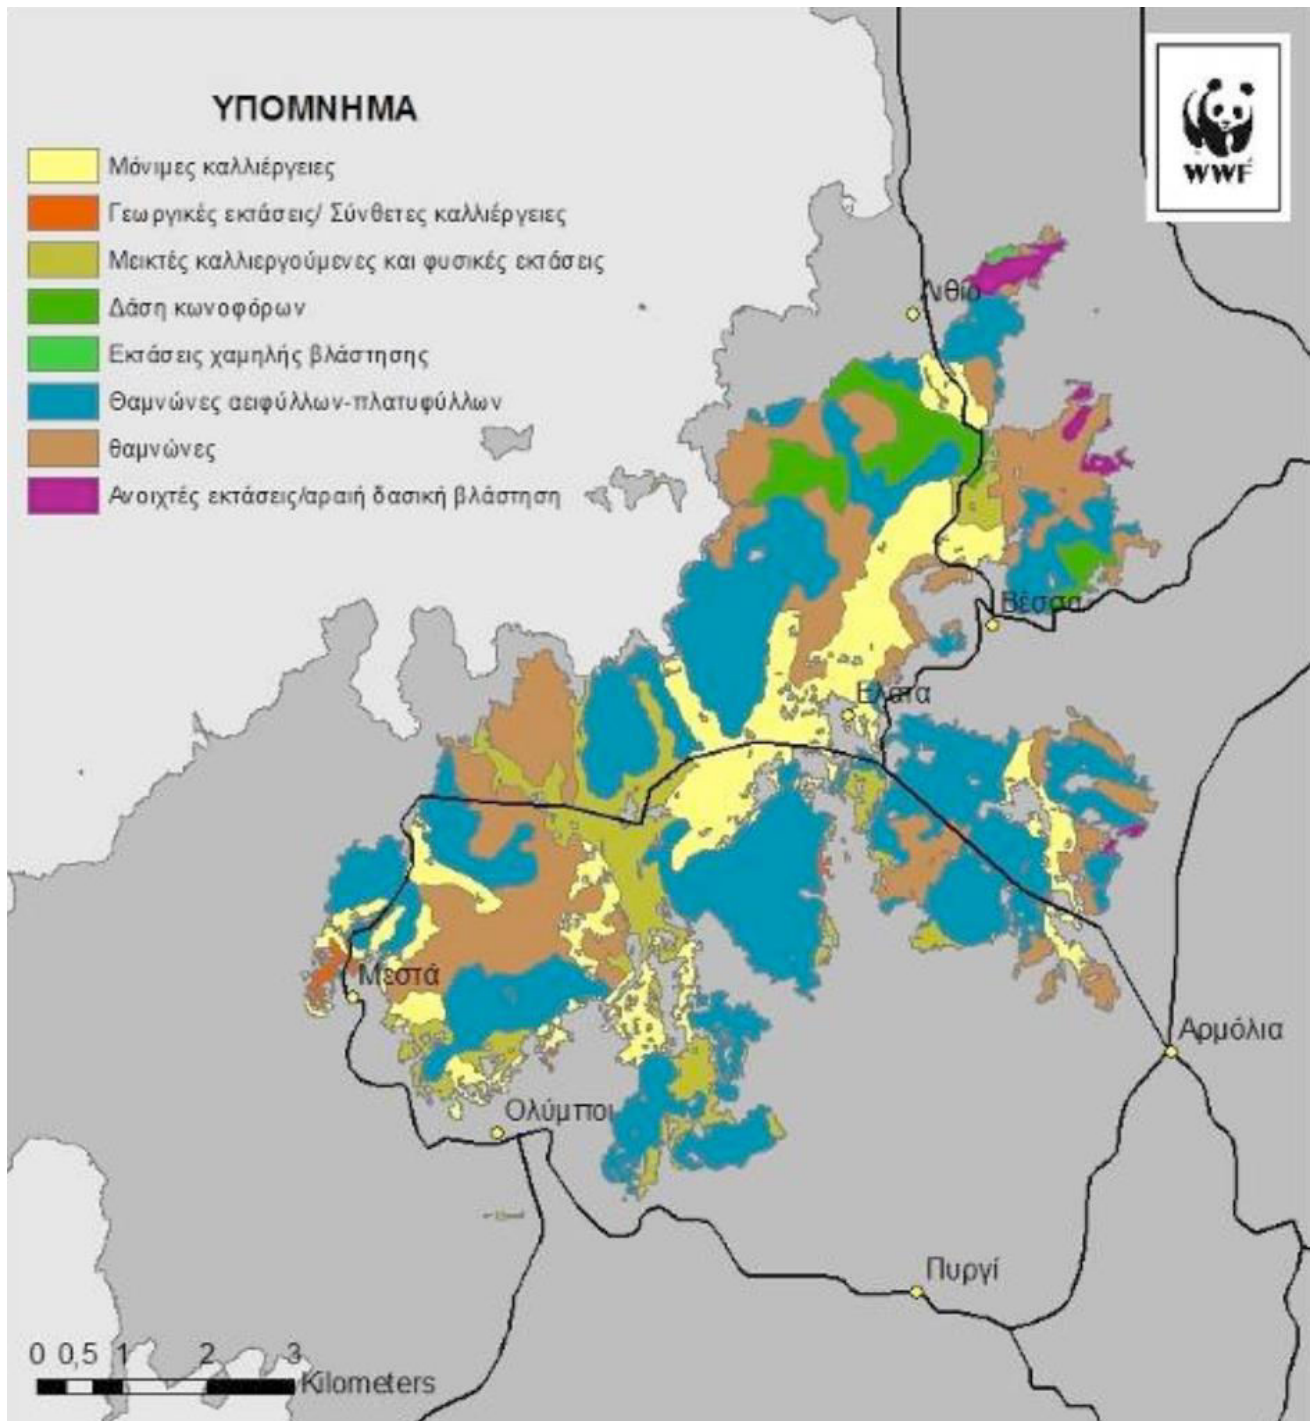 ΥΠΟΜΝΗΜΑ
Μόνιμες καλλιέργειες
Γεωργικές εκτάσεις/ Σύνθετες καλλιέργειες
Μεικτές καλλιεργούμενες και φυσικές εκτάσεις
Δάση κωνοφόρων
Εκτάσεις χαμηλής βλάστησης
Θαμνώνες αειφύλλων-πλατυφύλλων
θαμνώνες
Ανοιχτές εκτάσεις/αραιή δασική βλάστηση
WWF
Λιθίο
Βέσσα
Ελάτα
Μεστά
Αρμόλια
Ολύμποι
Πυργί
0 0,5 1 2 3
Kilometers